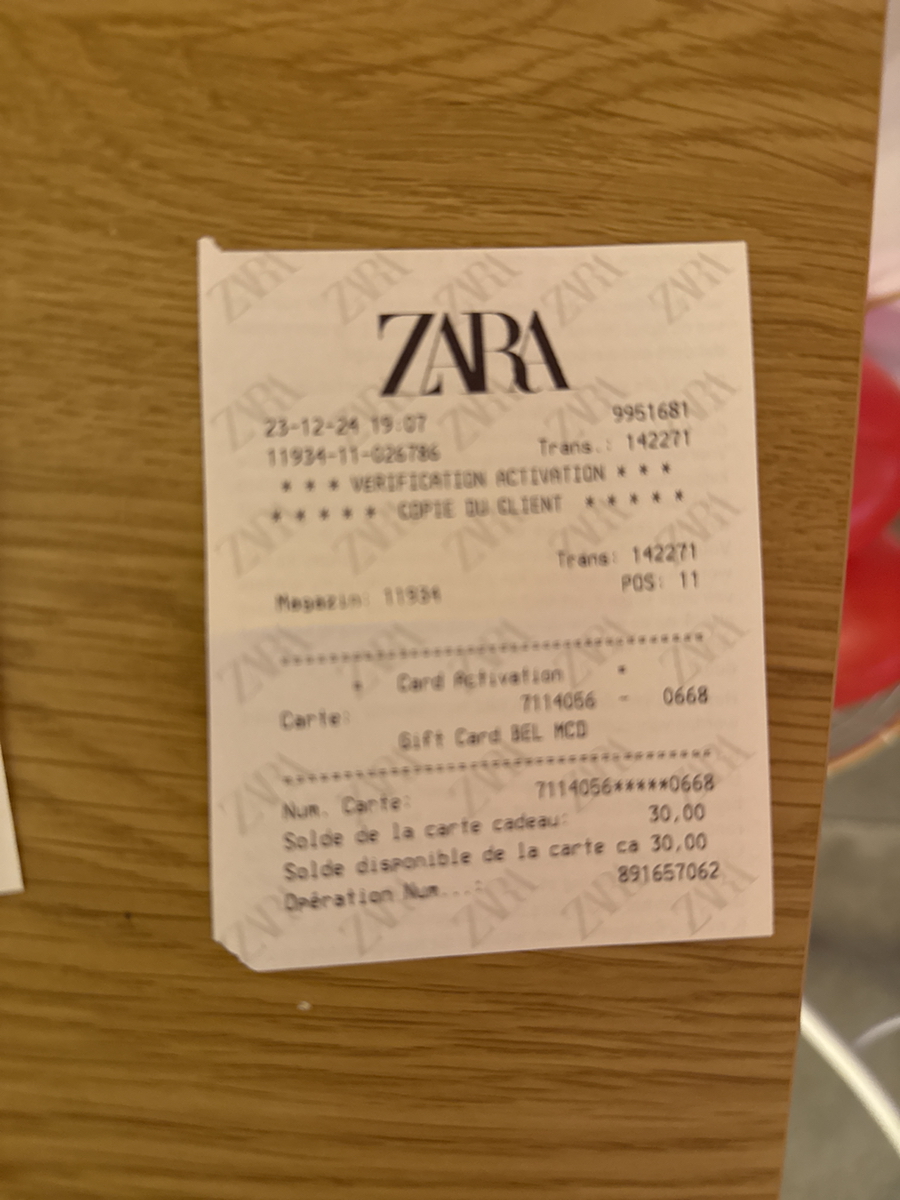 ZARA
23-12-24 19:07 9951681
11934-11-026786 Trans.: 142271
* * * VERIFICATION ACTIVATION * * *
* * * * * COPIE DU CLIENT * * * * *
Trans: 142271
Magazin: 11934 POS: 11
* Card Activation *
Carte: 7114056 - 0668
Gift Card BEL MCD
Num. Carte: 7114056*****0668
Solde de la carte cadeau: 30,00
Solde disponible de la carte ca 30,00
Opération Num...: 891657062